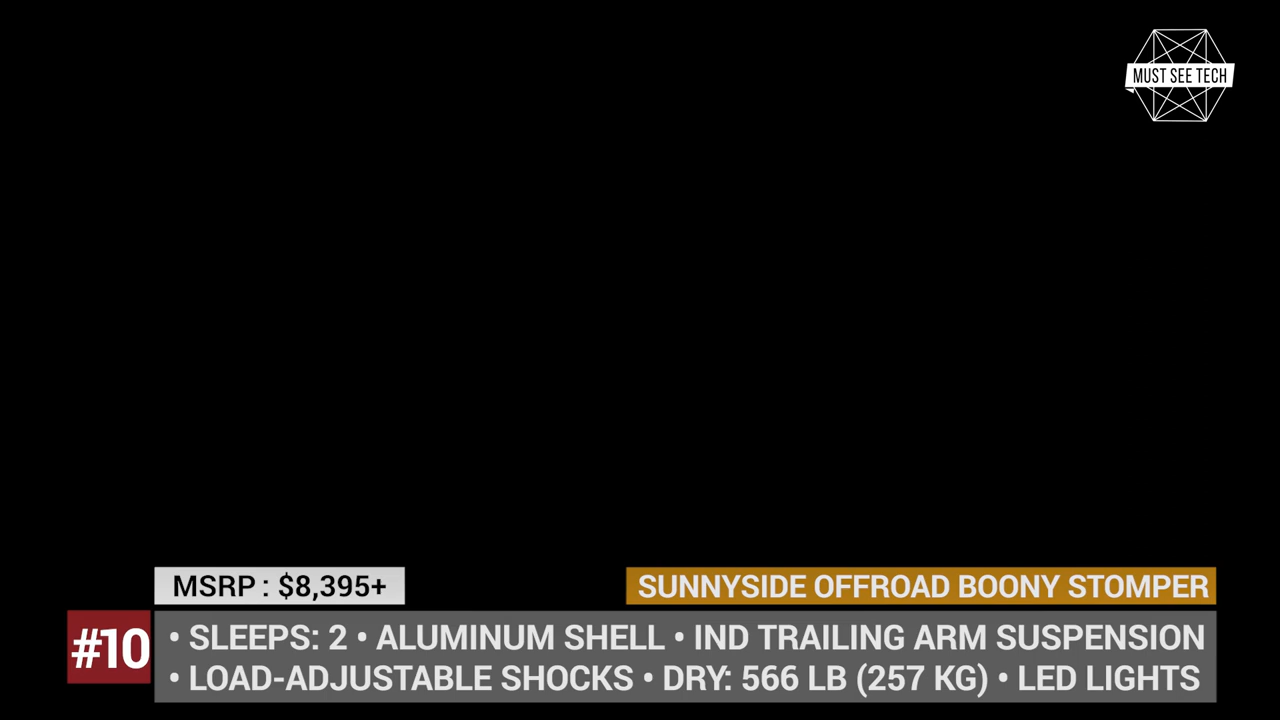 MUST SEE TECH
MSRP : $8,395+
SUNNYSIDE OFFROAD BOONY STOMPER
#10
• SLEEPS: 2 • ALUMINUM SHELL • IND TRAILING ARM SUSPENSION
• LOAD-ADJUSTABLE SHOCKS • DRY: 566 LB (257 KG) • LED LIGHTS